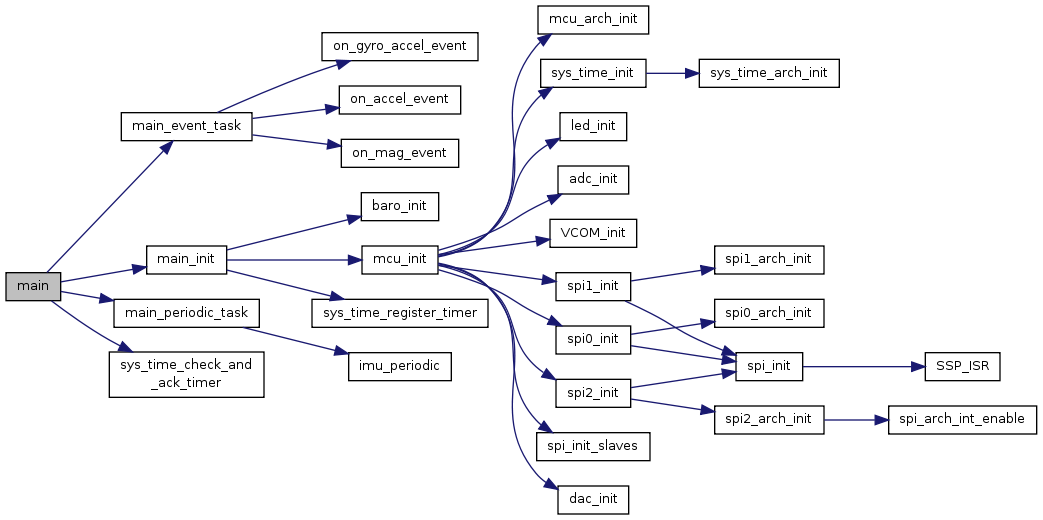 main
main_event_task
on_gyro_accel_event
on_accel_event
on_mag_event
main_init
baro_init
mcu_init
sys_time_register_timer
main_periodic_task
imu_periodic
sys_time_check_and
_ack_timer
mcu_arch_init
sys_time_init
sys_time_arch_init
led_init
adc_init
VCOM_init
spi1_init
spi1_arch_init
spi0_init
spi0_arch_init
spi_init
SSP_ISR
spi2_init
spi2_arch_init
spi_arch_int_enable
spi_init_slaves
dac_init